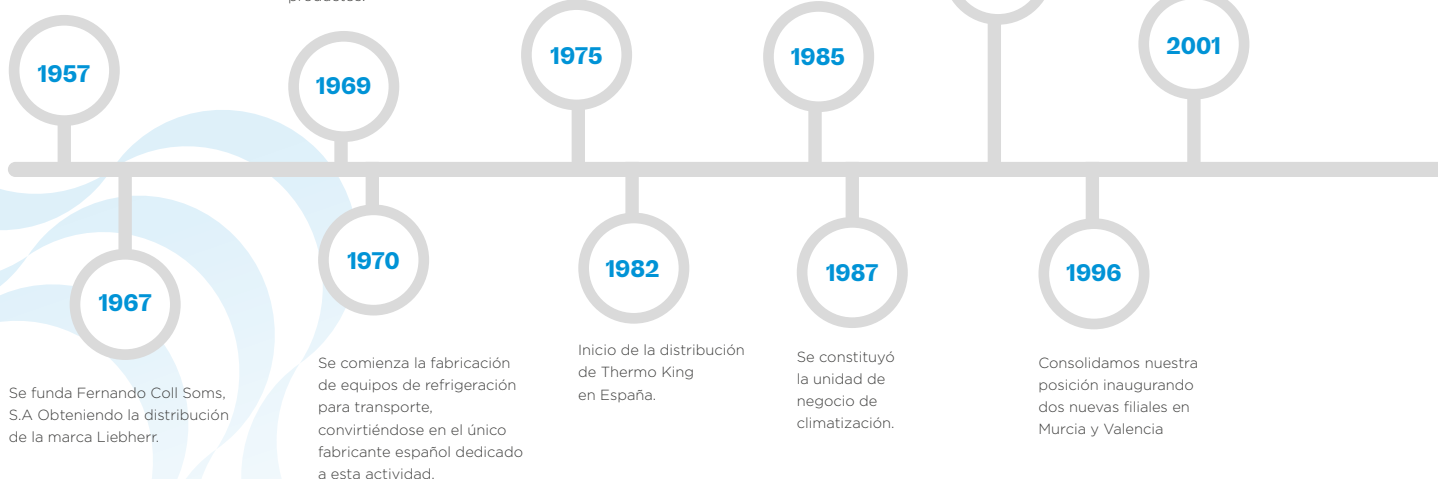 1957
1969
1975
1985
2001
1967
Se funda Fernando Coll Soms,
S.A Obteniendo la distribución
de la marca Liebherr.
1970
Se comienza la fabricación
de equipos de refrigeración
para transporte,
convirtiéndose en el único
fabricante español dedicado
a esta actividad.
1982
Inicio de la distribución
de Thermo King
en España.
1987
Se constituyó
la unidad de
negocio de
climatización.
1996
Consolidamos nuestra
posición inaugurando
dos nuevas filiales en
Murcia y Valencia